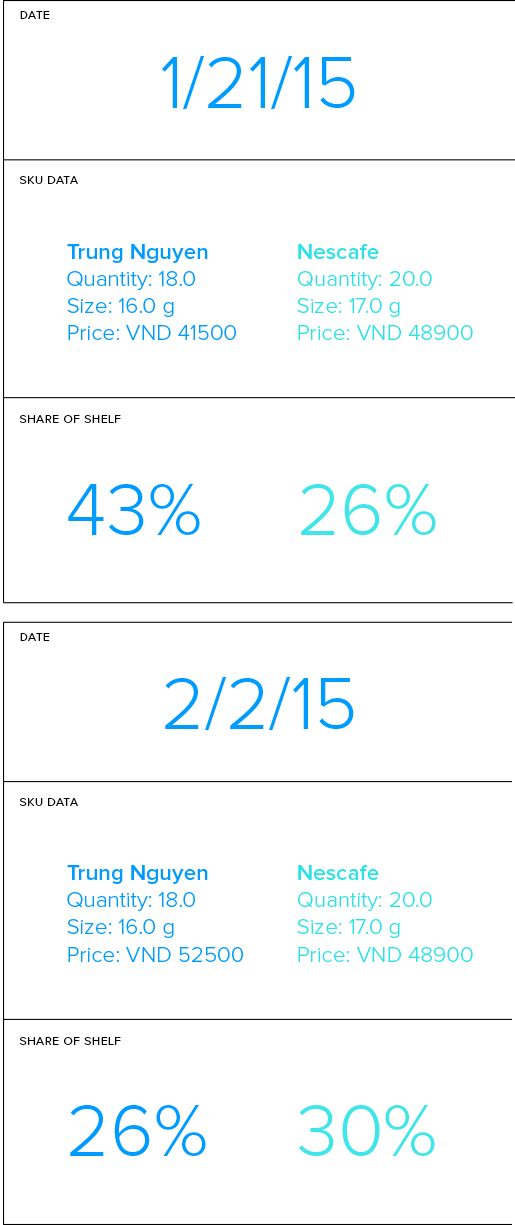 DATE
1/21/15
SKU DATA
Trung Nguyen
Quantity: 18.0
Size: 16.0 g
Price: VND 41500
Nescafe
Quantity: 20.0
Size: 17.0 g
Price: VND 48900
SHARE OF SHELF
43%
26%
DATE
2/2/15
SKU DATA
Trung Nguyen
Quantity: 18.0
Size: 16.0 g
Price: VND 52500
Nescafe
Quantity: 20.0
Size: 17.0 g
Price: VND 48900
SHARE OF SHELF
26%
30%